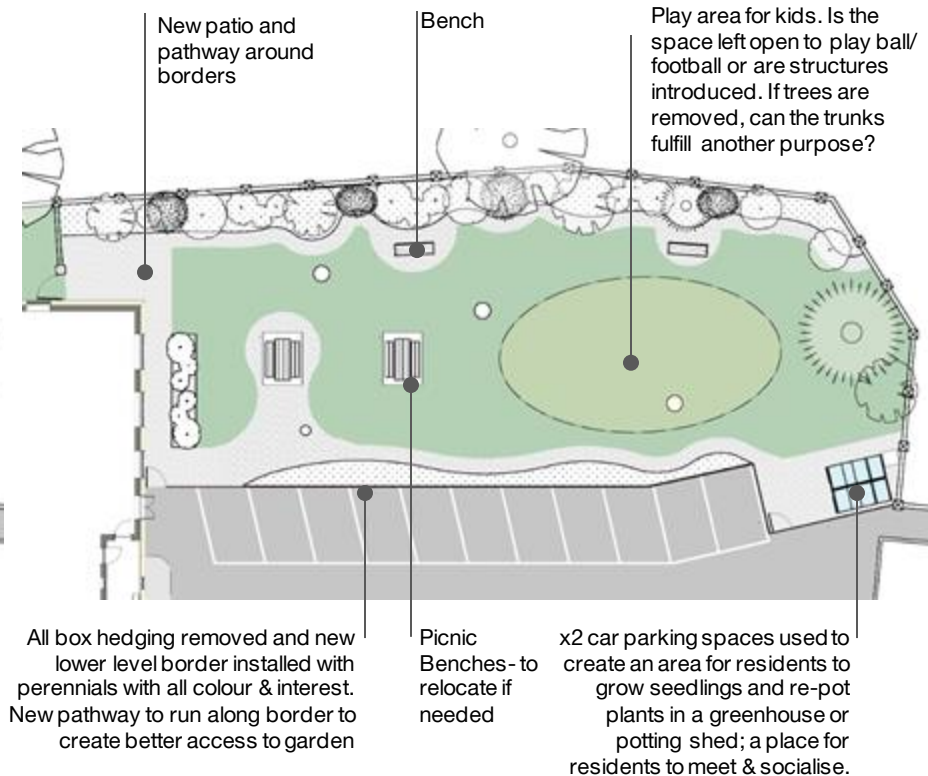 New patio and
pathway around
borders
Bench
Play area for kids. Is the
space left open to play ball/
football or are structures
introduced. If trees are
removed, can the trunks
fulfill another purpose?
All box hedging removed and new
lower level border installed with
perennials with all colour & interest.
New pathway to run along border to
create better access to garden
Picnic
Benches - to
relocate if
needed
x2 car parking spaces used to
create an area for residents to
grow seedlings and re-pot
plants in a greenhouse or
potting shed; a place for
residents to meet & socialise.